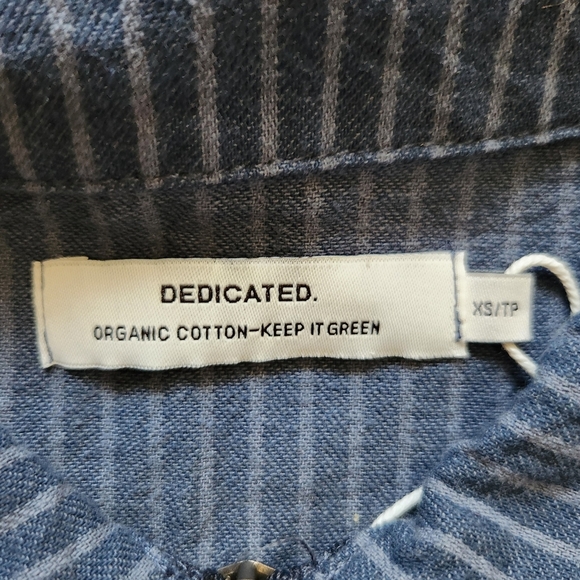 DEDICATED.
ORGANIC COTTON–KEEP IT GREEN
XS/TP